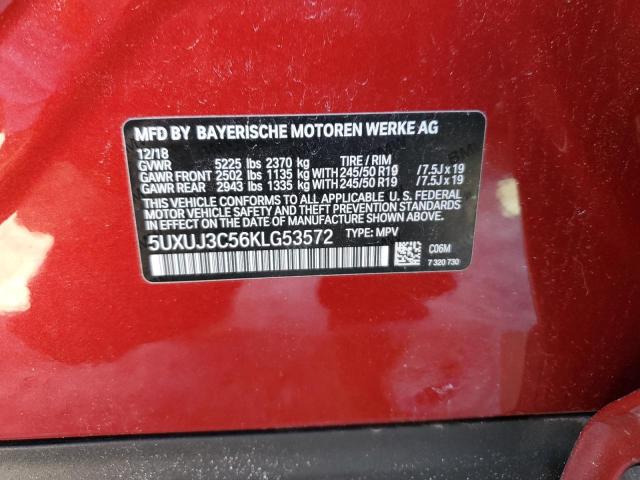 MFD BY BAYERISCHE MOTOREN WERKE AG
12/18
GVWR 5225 lbs 2370 kg TIRE / RIM
GAWR FRONT 2502 lbs 1135 kg WITH 245/50 R19 / 7.5J x 19
GAWR REAR 2943 lbs 1335 kg WITH 245/50 R19 / 7.5J x 19
THIS VEHICLE CONFORMS TO ALL APPLICABLE U. S. FEDERAL
MOTOR VEHICLE SAFETY STANDARDS IN EFFECT
ON THE DATE OF MANUFACTURE SHOWN ABOVE.
5UXUJ3C56KLG53572 TYPE: MPV
C06M
7 320 730